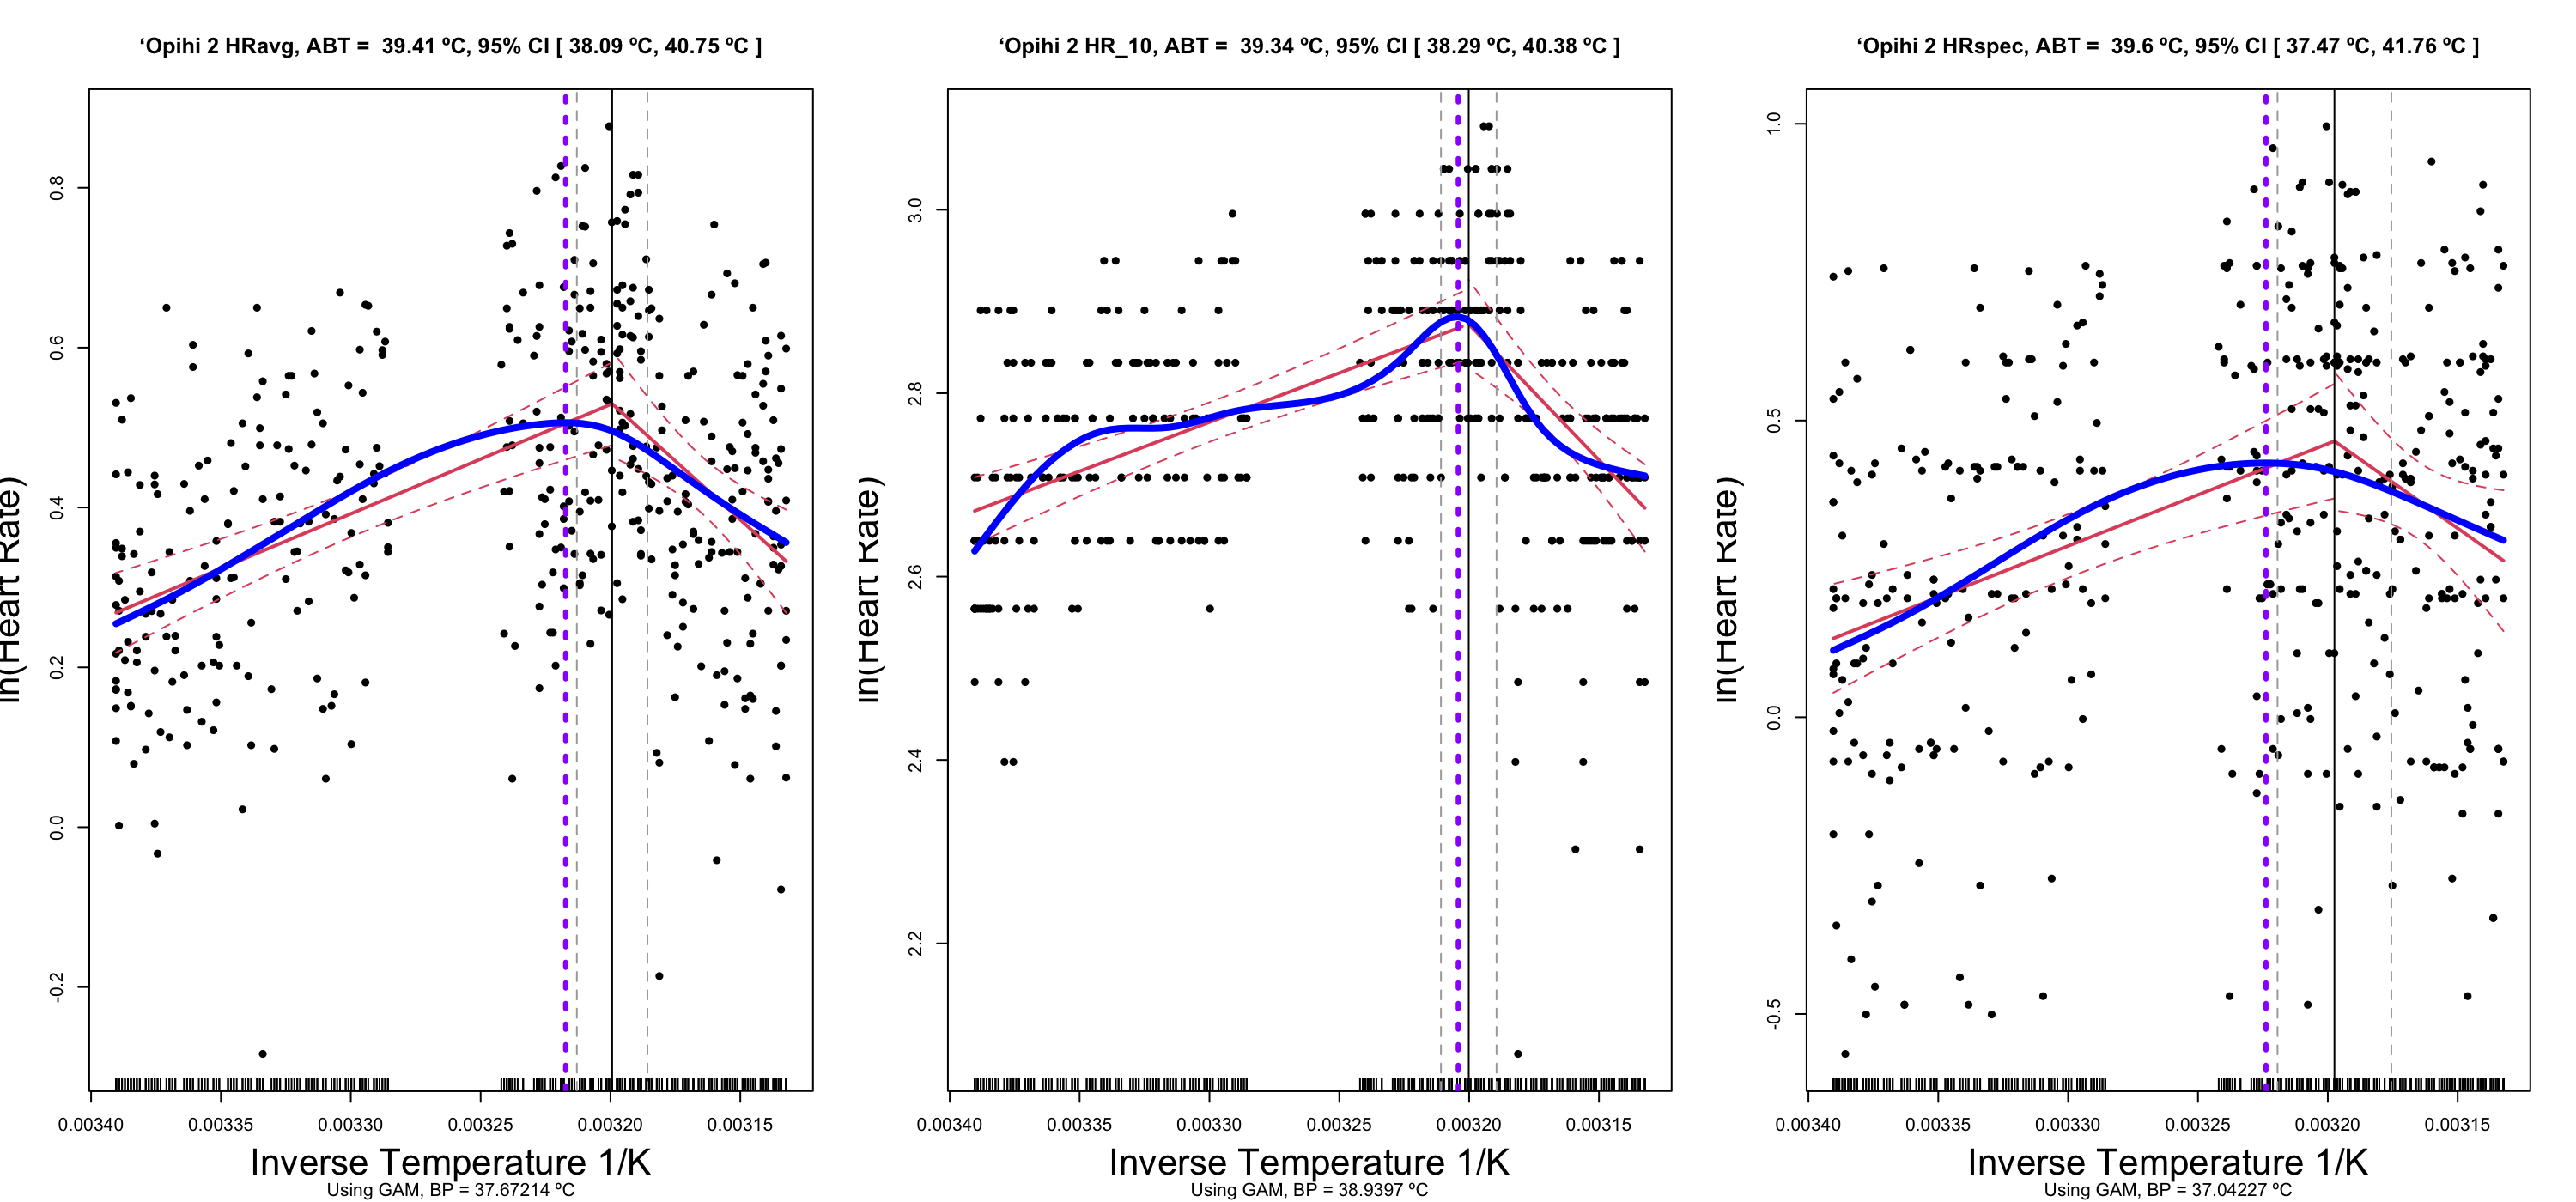 ‘Opihi 2 HRavg, ABT =  39.41 ºC, 95% CI [ 38.09 ºC, 40.75 ºC ]
ln(Heart Rate)
0.8
0.6
0.4
0.2
0.0
-0.2
0.00340 0.00335 0.00330 0.00325 0.00320 0.00315
Inverse Temperature 1/K
Using GAM, BP = 37.67214 ºC
‘Opihi 2 HR_10, ABT =  39.34 ºC, 95% CI [ 38.29 ºC, 40.38 ºC ]
ln(Heart Rate)
3.0
2.8
2.6
2.4
2.2
0.00340 0.00335 0.00330 0.00325 0.00320 0.00315
Inverse Temperature 1/K
Using GAM, BP = 38.9397 ºC
‘Opihi 2 HRspec, ABT =  39.6 ºC, 95% CI [ 37.47 ºC, 41.76 ºC ]
ln(Heart Rate)
1.0
0.5
0.0
-0.5
0.00340 0.00335 0.00330 0.00325 0.00320 0.00315
Inverse Temperature 1/K
Using GAM, BP = 37.04227 ºC